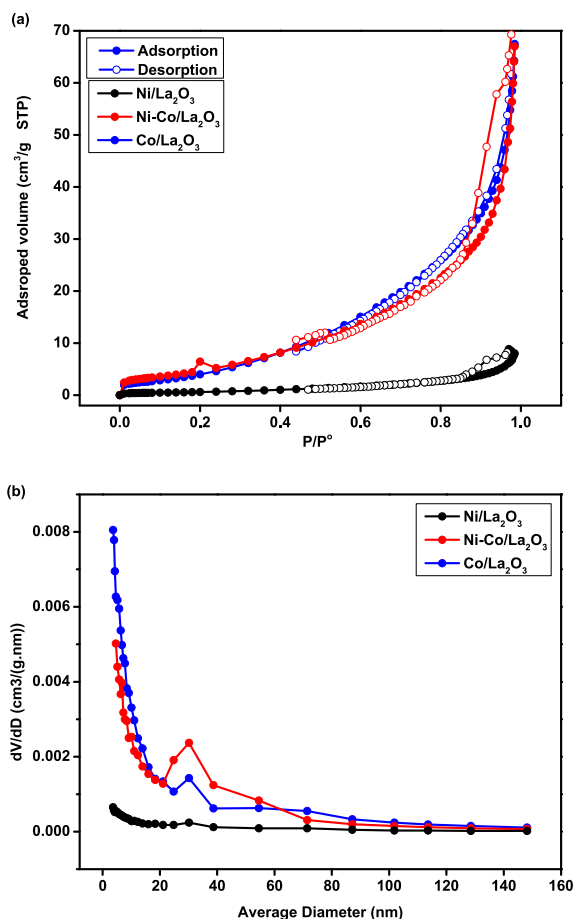 (a)
70
60
50
40
30
20
10
0
Adsorption
Desorption
Ni/La₂O₃
Ni-Co/La₂O₃
Co/La₂O₃
Adsroped volume (cm³/g STP)
0.0 0.2 0.4 0.6 0.8 1.0
P/P°
(b)
0.008
0.006
0.004
0.002
0.000
Ni/La₂O₃
Ni-Co/La₂O₃
Co/La₂O₃
dV/dD (cm3/(g.nm))
0 20 40 60 80 100 120 140 160
Average Diameter (nm)